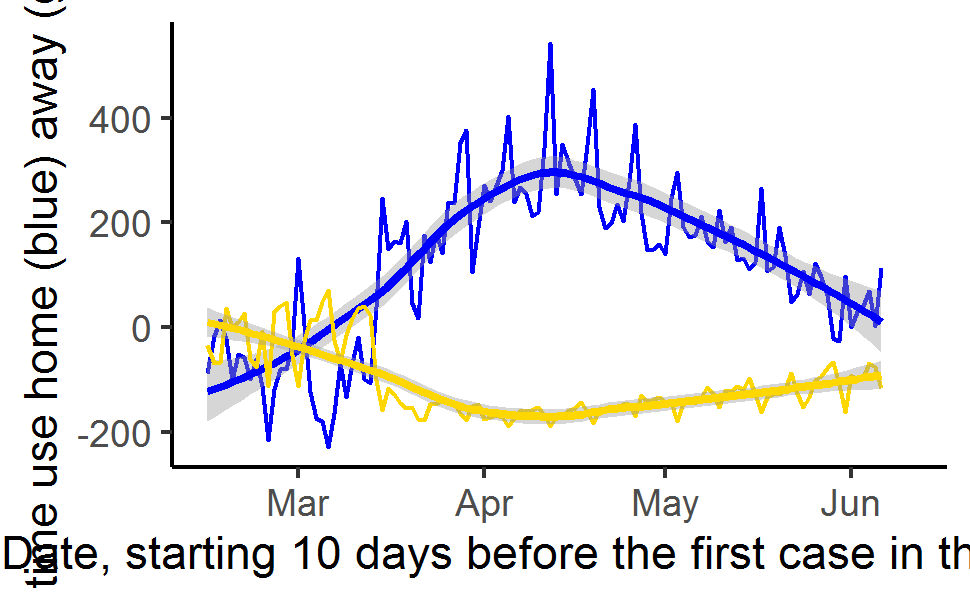 time use home (blue) away (
400
200
0
-200
Mar Apr May Jun
Date, starting 10 days before the first case in th